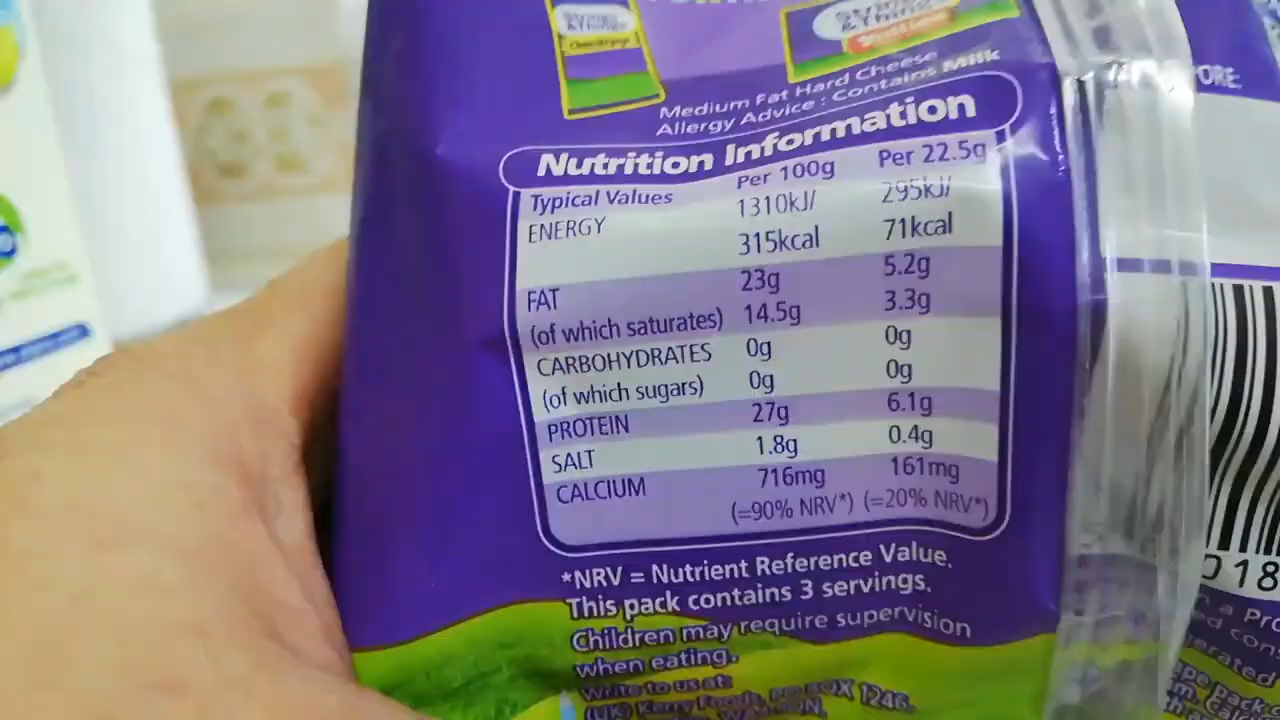 Medium Fat Hard Cheese
Allergy Advice : Contains Milk
Nutrition Information
Typical Values Per 100g Per 22.5g
ENERGY 1310kJ/ 295kJ/
315kcal 71kcal
FAT 23g 5.2g
(of which saturates) 14.5g 3.3g
CARBOHYDRATES 0g 0g
(of which sugars) 0g 0g
PROTEIN 27g 6.1g
SALT 1.8g 0.4g
CALCIUM 716mg 161mg
(=90% NRV*) (=20% NRV*)
*NRV = Nutrient Reference Value.
This pack contains 3 servings.
Children may require supervision
when eating.
Write to us at:
(UK) Kerry Foods, PO BOX 1246,
ORE:
018